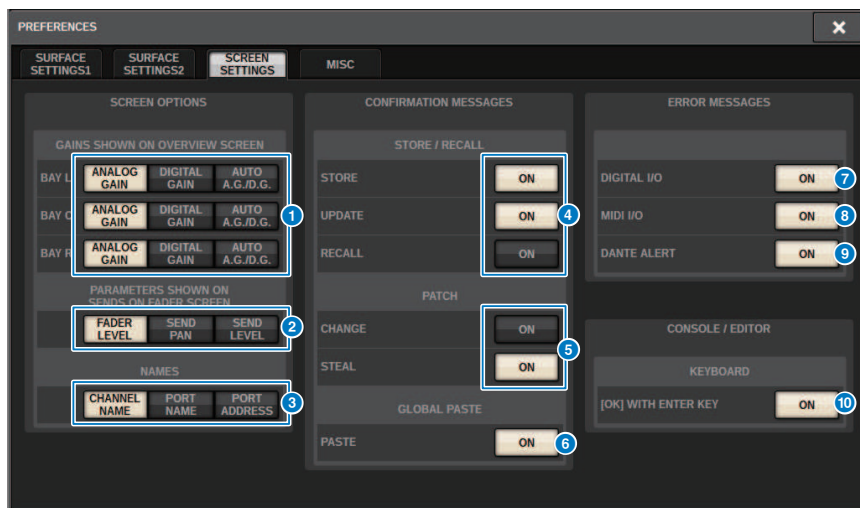 PREFERENCES
SURFACE SETTINGS1
SURFACE SETTINGS2
SCREEN SETTINGS
MISC
SCREEN OPTIONS
GAINS SHOWN ON OVERVIEW SCREEN
BAY L
ANALOG GAIN
DIGITAL GAIN
AUTO A.G./D.G.
BAY C
ANALOG GAIN
DIGITAL GAIN
AUTO A.G./D.G.
1
BAY R
ANALOG GAIN
DIGITAL GAIN
AUTO A.G./D.G.
PARAMETERS SHOWN ON
SENDS ON FADER SCREEN
FADER LEVEL
SEND PAN
SEND LEVEL
2
NAMES
CHANNEL NAME
PORT NAME
PORT ADDRESS
3
CONFIRMATION MESSAGES
STORE / RECALL
STORE
ON
UPDATE
ON
4
RECALL
ON
PATCH
CHANGE
ON
5
STEAL
ON
GLOBAL PASTE
PASTE
ON
6
ERROR MESSAGES
DIGITAL I/O
ON
7
MIDI I/O
ON
8
DANTE ALERT
ON
9
CONSOLE / EDITOR
KEYBOARD
[OK] WITH ENTER KEY
ON
10